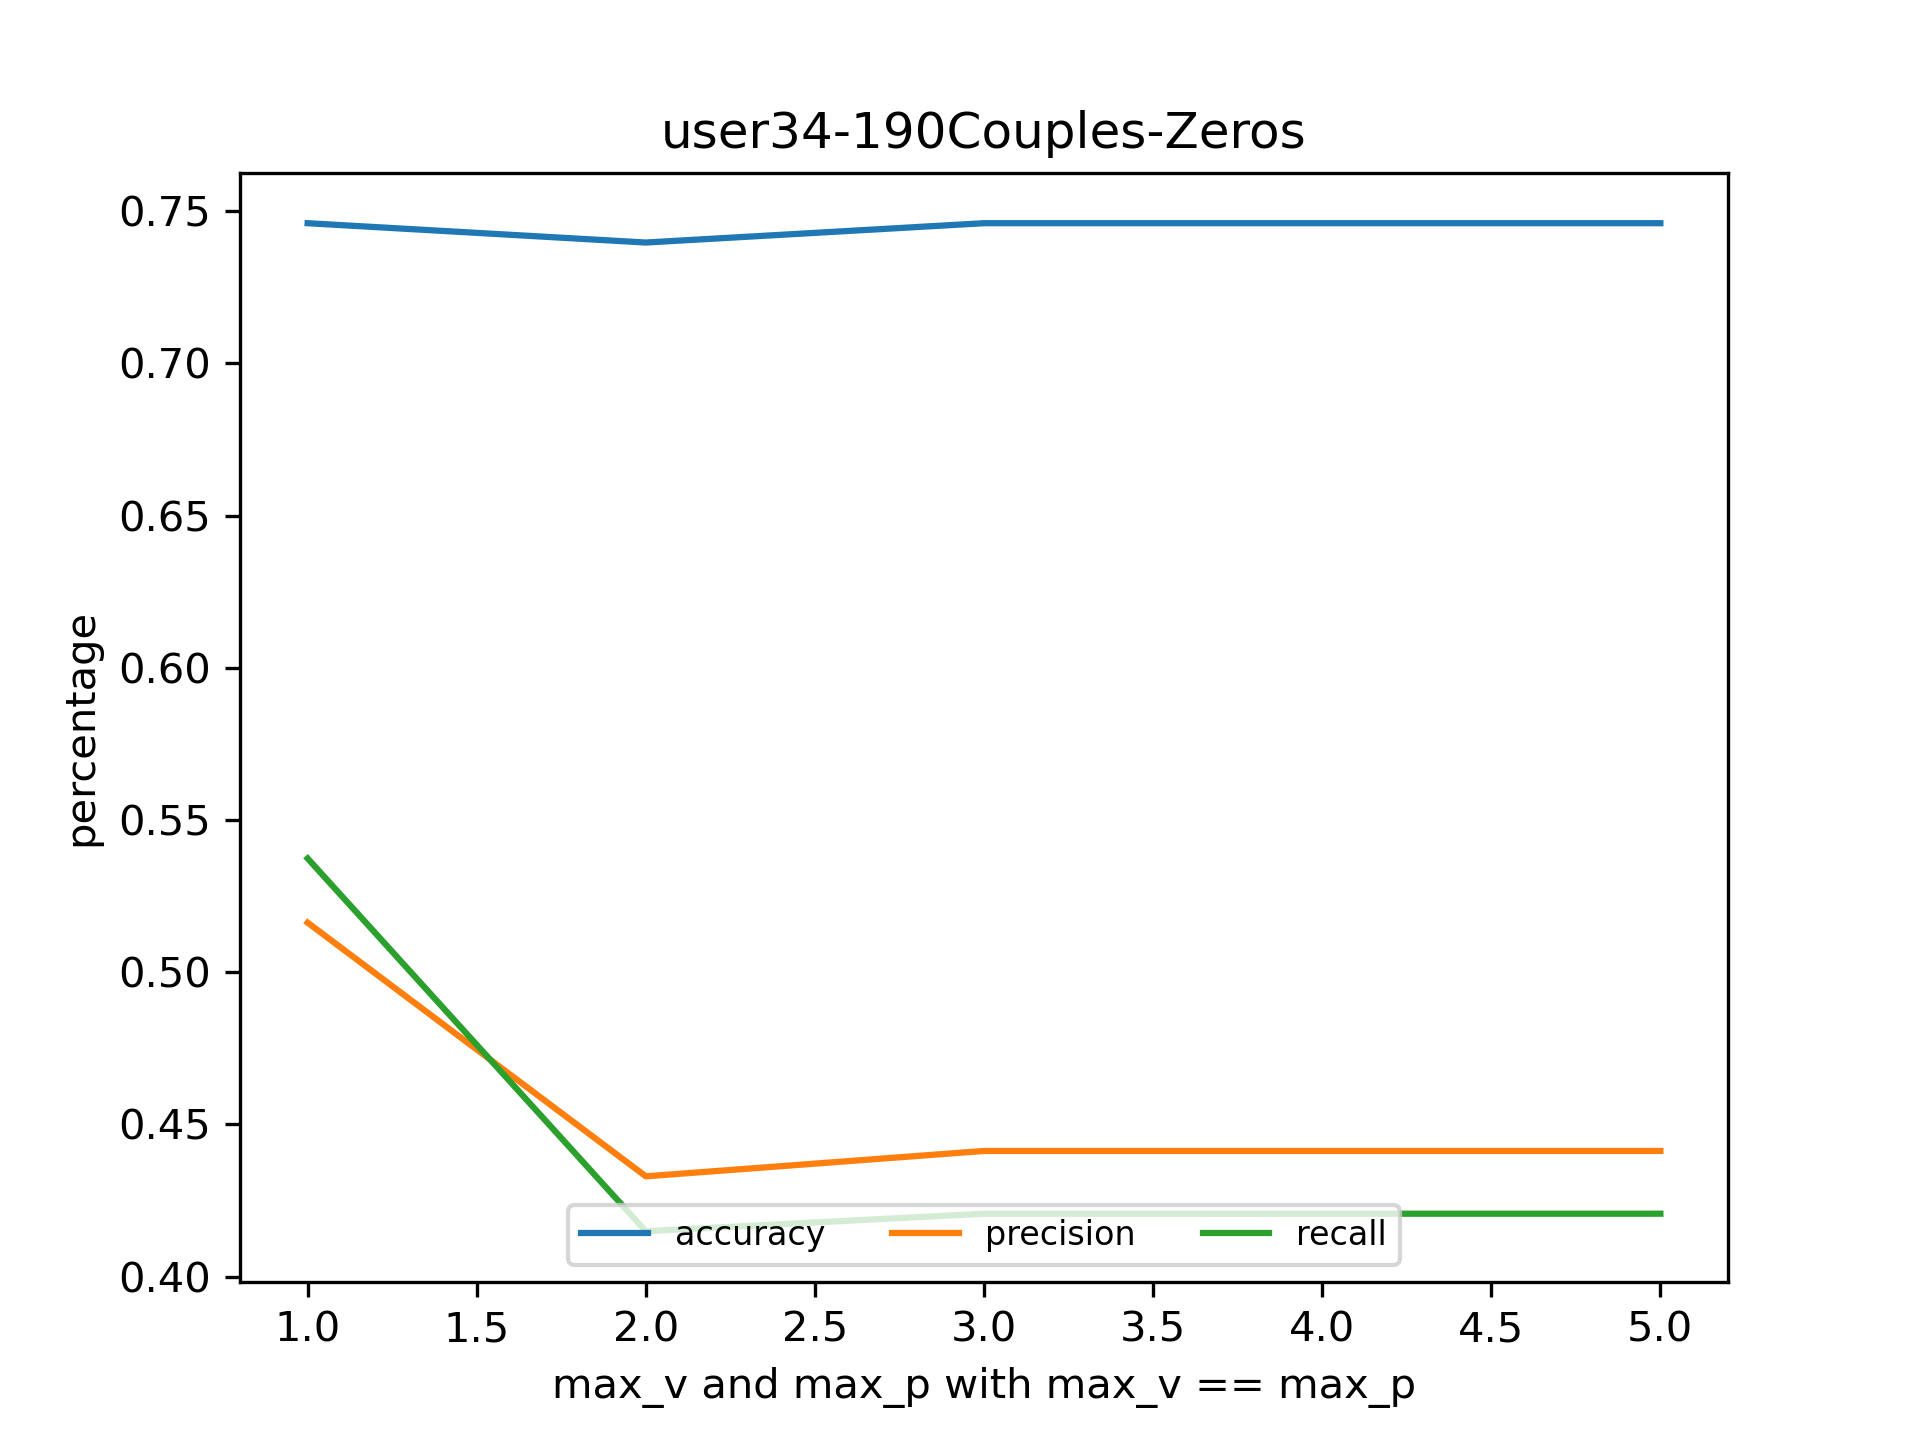 user34-190Couples-Zeros
percentage
0.75
0.70
0.65
0.60
0.55
0.50
0.45
0.40
accuracy precision recall
1.0 1.5 2.0 2.5 3.0 3.5 4.0 4.5 5.0
max_v and max_p with max_v == max_p